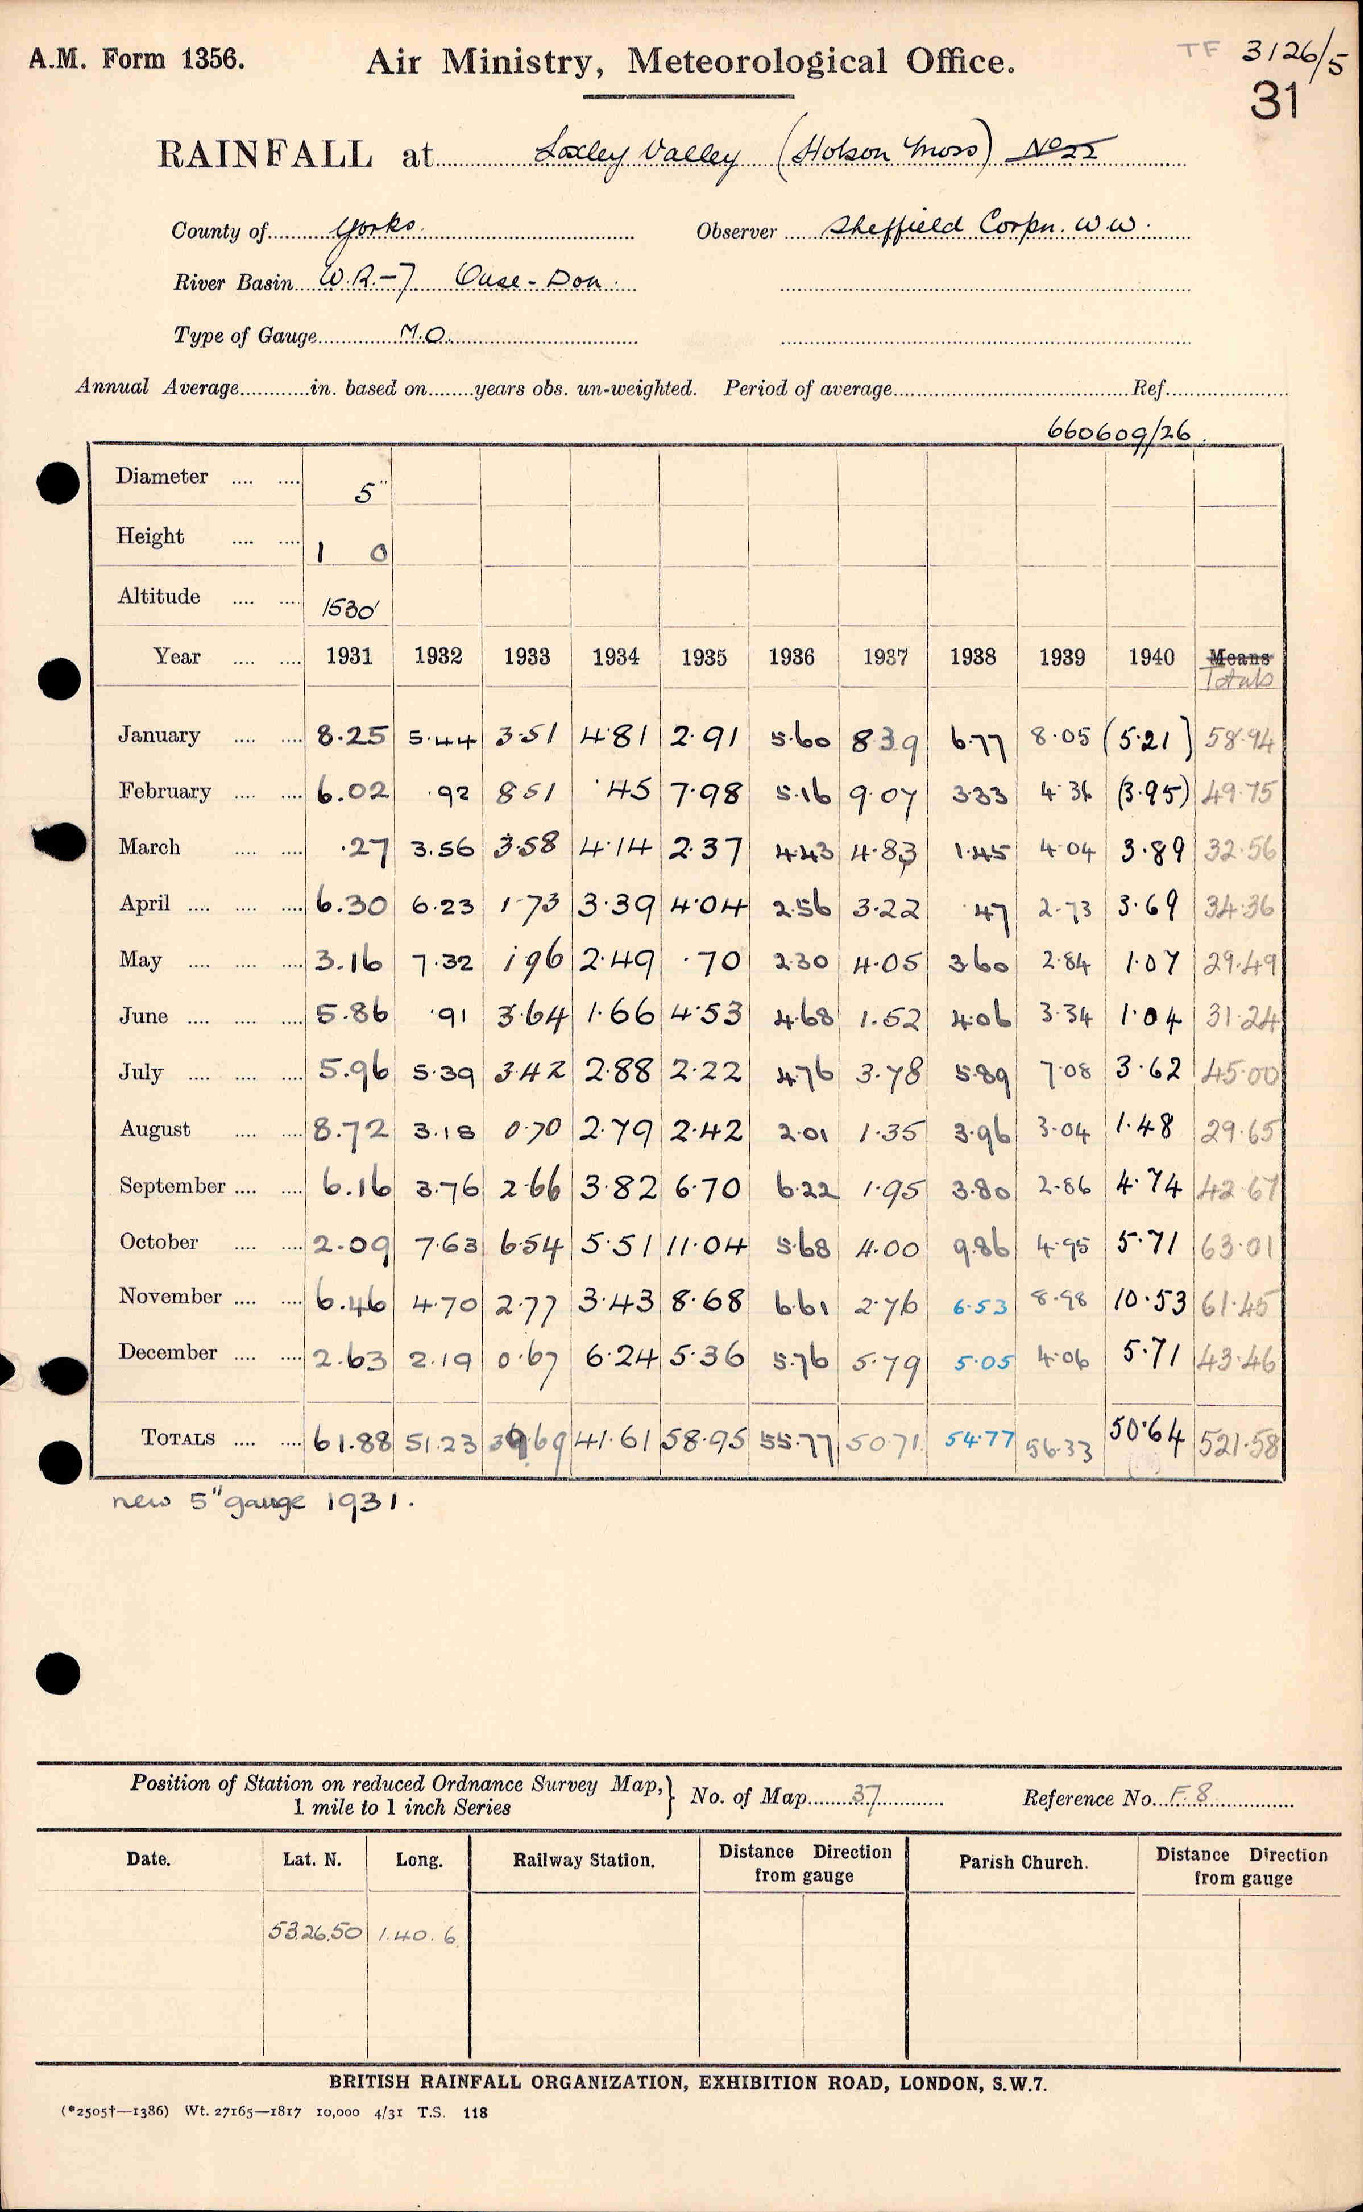 A.M. Form 1356.
Air Ministry, Meteorological Office.
TF 3126/5
31
RAINFALL at Loxley Valley (Hobson Moss) No 22
County of Yorks. Observer Sheffield Corpn. W W.
River Basin W.R.-7 Ouse-Don
Type of Gauge M.O.
Annual Average in. based on years obs. un-weighted. Period of average Ref.
660609/26
Diameter 5"
Height 1 0
Altitude 1530'
Year 1931 1932 1933 1934 1935 1936 1937 1938 1939 1940 Means
Totals
January 8.25 5.44 3.51 4.81 2.91 5.60 8.39 6.77 8.05 (5.21) 58.94
February 6.02 .92 8.51 .45 7.98 5.16 9.07 3.33 4.36 (3.95) 49.75
March .27 3.56 3.58 4.14 2.37 4.43 4.83 1.45 4.04 3.89 32.56
April 6.30 6.23 1.73 3.39 4.04 2.56 3.22 .47 2.73 3.69 34.36
May 3.16 7.32 1.96 2.49 .70 2.30 4.05 3.60 2.84 1.07 29.49
June 5.86 .91 3.64 1.66 4.53 4.68 1.52 4.06 3.34 1.04 31.24
July 5.96 5.39 3.42 2.88 2.22 4.76 3.78 5.89 7.08 3.62 45.00
August 8.72 3.18 0.70 2.79 2.42 2.01 1.35 3.96 3.04 1.48 29.65
September 6.16 3.76 2.66 3.82 6.70 6.22 1.95 3.80 2.86 4.74 42.67
October 2.09 7.63 6.54 5.51 11.04 5.68 4.00 9.86 4.95 5.71 63.01
November 6.46 4.70 2.77 3.43 8.68 6.61 2.76 6.53 8.98 10.53 61.45
December 2.63 2.19 0.67 6.24 5.36 5.76 5.79 5.05 4.06 5.71 43.46
TOTALS 61.88 51.23 39.69 41.61 58.95 55.77 50.71 54.77 56.33 50.64 521.58
new 5" gauge 1931.
Position of Station on reduced Ordnance Survey Map,} No. of Map 37 Reference No. F.8
1 mile to 1 inch Series
Date. Lat. N. Long. Railway Station. Distance Direction from gauge Parish Church. Distance Direction from gauge
53.26.50 1.40.6
BRITISH RAINFALL ORGANIZATION, EXHIBITION ROAD, LONDON, S.W.7.
(*2505†—1386) Wt. 27165—1817 10,000 4/31 T.S. 118